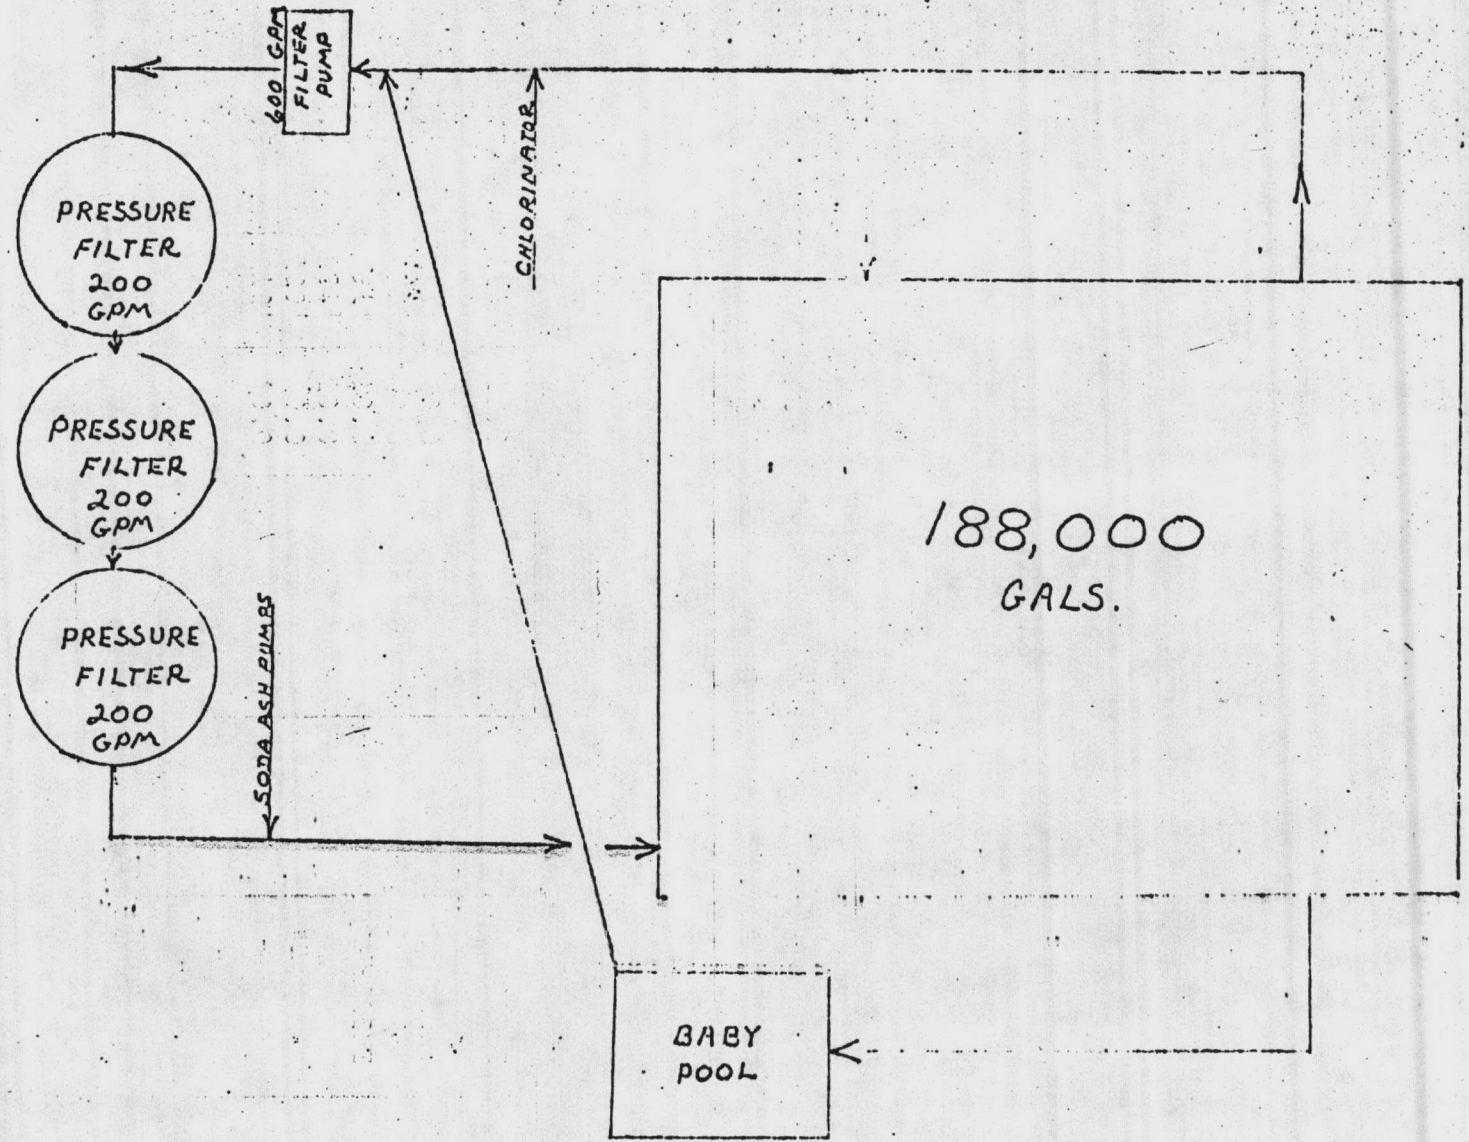 600 GPM
FILTER
PUMP
CHLORINATOR
PRESSURE
FILTER
200
GPM
PRESSURE
FILTER
200
GPM
PRESSURE
FILTER
200
GPM
SODA ASH PUMPS
188,000
GALS.
BABY
POOL